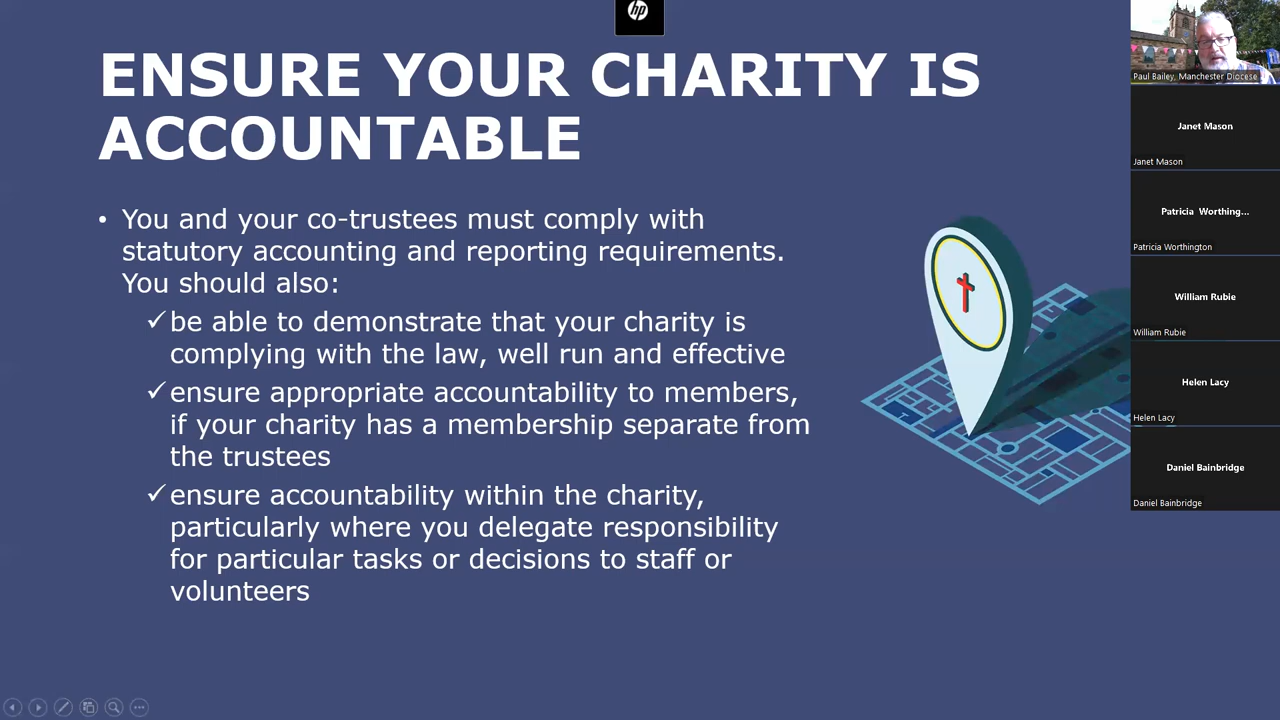 hp
ENSURE YOUR CHARITY IS
ACCOUNTABLE
• You and your co-trustees must comply with
statutory accounting and reporting requirements.
You should also:
✓ be able to demonstrate that your charity is
complying with the law, well run and effective
✓ ensure appropriate accountability to members,
if your charity has a membership separate from
the trustees
✓ ensure accountability within the charity,
particularly where you delegate responsibility
for particular tasks or decisions to staff or
volunteers
Paul Bailey, Manchester Diocese
Janet Mason
Janet Mason
Patricia Worthing...
Patricia Worthington
William Rubie
William Rubie
Helen Lacy
Helen Lacy
Daniel Bainbridge
Daniel Bainbridge